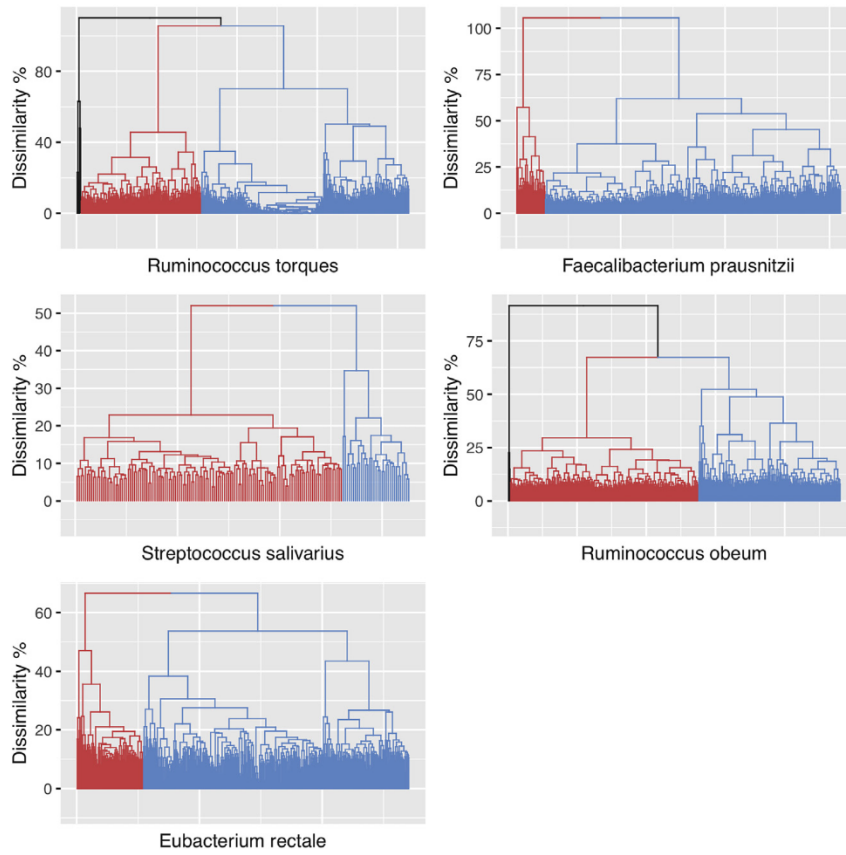 Dissimilarity %
80
40
0
Ruminococcus torques
Dissimilarity %
100
75
50
25
0
Faecalibacterium prausnitzii
Dissimilarity %
50
40
30
20
10
0
Streptococcus salivarius
Dissimilarity %
75
50
25
0
Ruminococcus obeum
Dissimilarity %
60
40
20
0
Eubacterium rectale